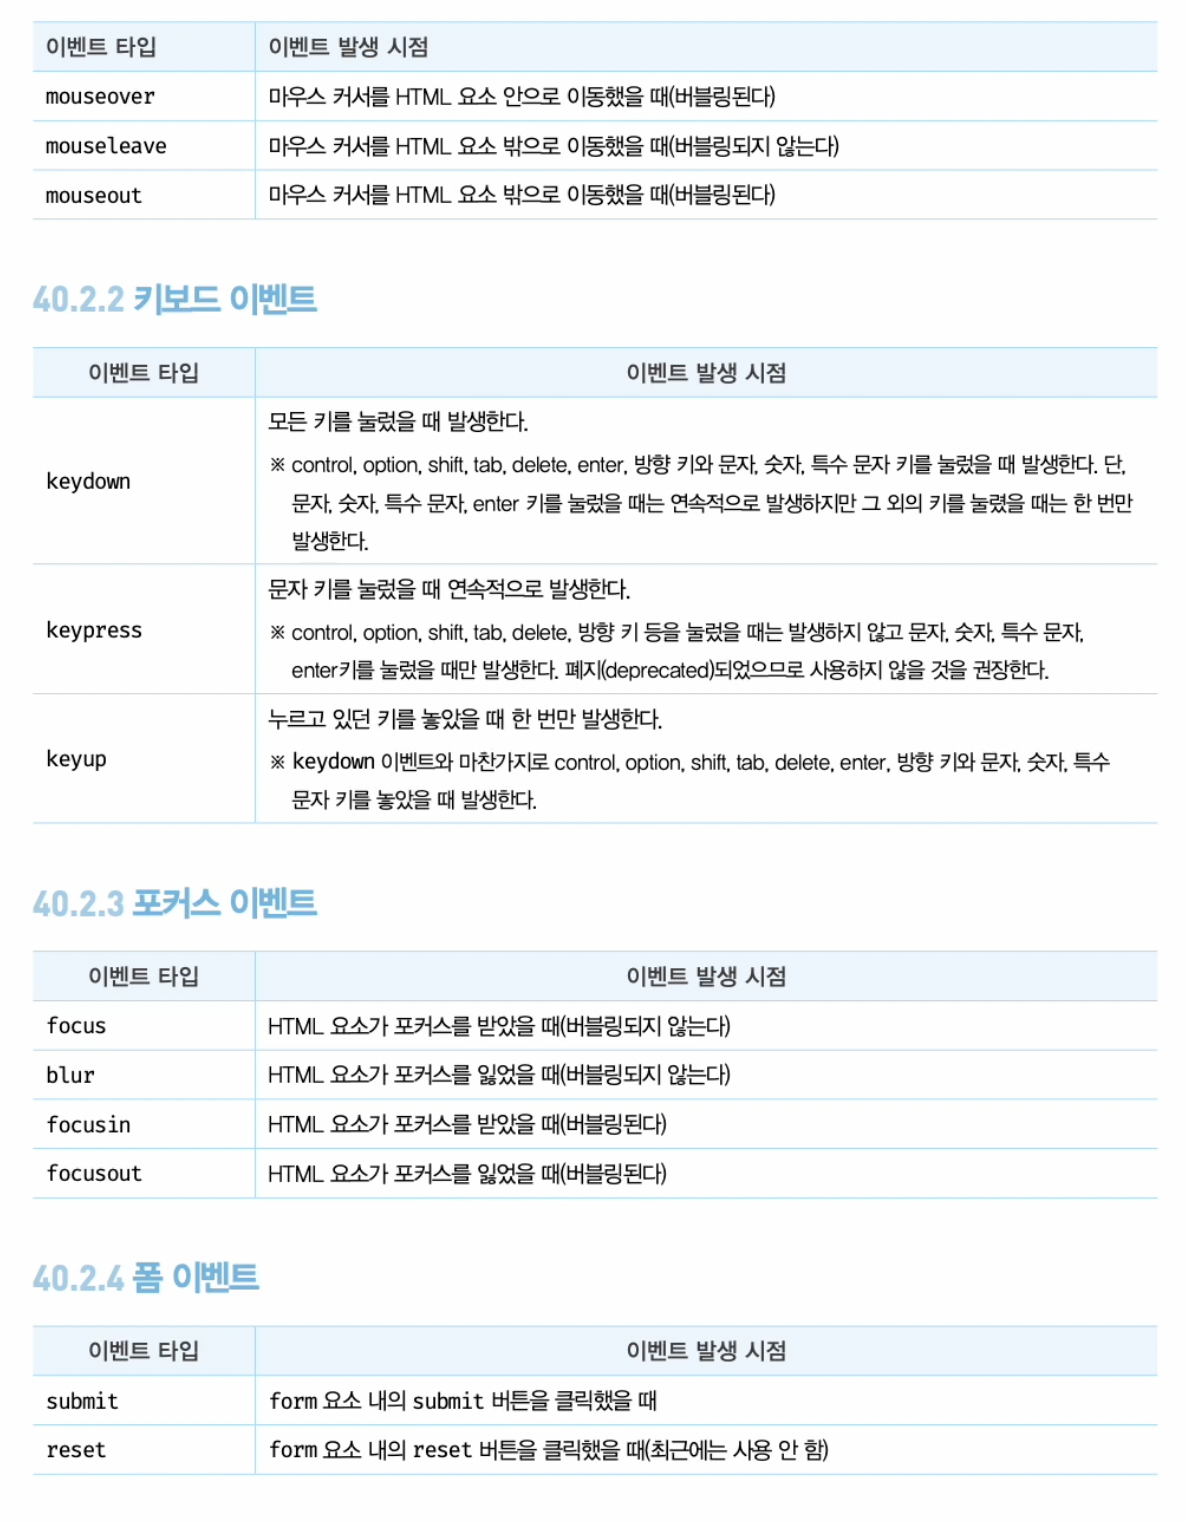 이벤트 타입 이벤트 발생 시점
mouseover 마우스 커서를 HTML 요소 안으로 이동했을 때(버블링된다)
mouseleave 마우스 커서를 HTML 요소 밖으로 이동했을 때(버블링되지 않는다)
mouseout 마우스 커서를 HTML 요소 밖으로 이동했을 때(버블링된다)
40.2.2 키보드 이벤트
이벤트 타입 이벤트 발생 시점
keydown
모든 키를 눌렀을 때 발생한다.
※ control, option, shift, tab, delete, enter, 방향 키와 문자, 숫자, 특수 문자 키를 눌렀을 때 발생한다. 단,
문자, 숫자, 특수 문자, enter 키를 눌렀을 때는 연속적으로 발생하지만 그 외의 키를 눌렀을 때는 한 번만
발생한다.
keypress
문자 키를 눌렀을 때 연속적으로 발생한다.
※ control, option, shift, tab, delete, 방향 키 등을 눌렀을 때는 발생하지 않고 문자, 숫자, 특수 문자,
enter키를 눌렀을 때만 발생한다. 폐지(deprecated)되었으므로 사용하지 않을 것을 권장한다.
keyup
누르고 있던 키를 놓았을 때 한 번만 발생한다.
※ keydown 이벤트와 마찬가지로 control, option, shift, tab, delete, enter, 방향 키와 문자, 숫자, 특수
문자 키를 놓았을 때 발생한다.
40.2.3 포커스 이벤트
이벤트 타입 이벤트 발생 시점
focus HTML 요소가 포커스를 받았을 때(버블링되지 않는다)
blur HTML 요소가 포커스를 잃었을 때(버블링되지 않는다)
focusin HTML 요소가 포커스를 받았을 때(버블링된다)
focusout HTML 요소가 포커스를 잃었을 때(버블링된다)
40.2.4 폼 이벤트
이벤트 타입 이벤트 발생 시점
submit form 요소 내의 submit 버튼을 클릭했을 때
reset form 요소 내의 reset 버튼을 클릭했을 때(최근에는 사용 안 함)